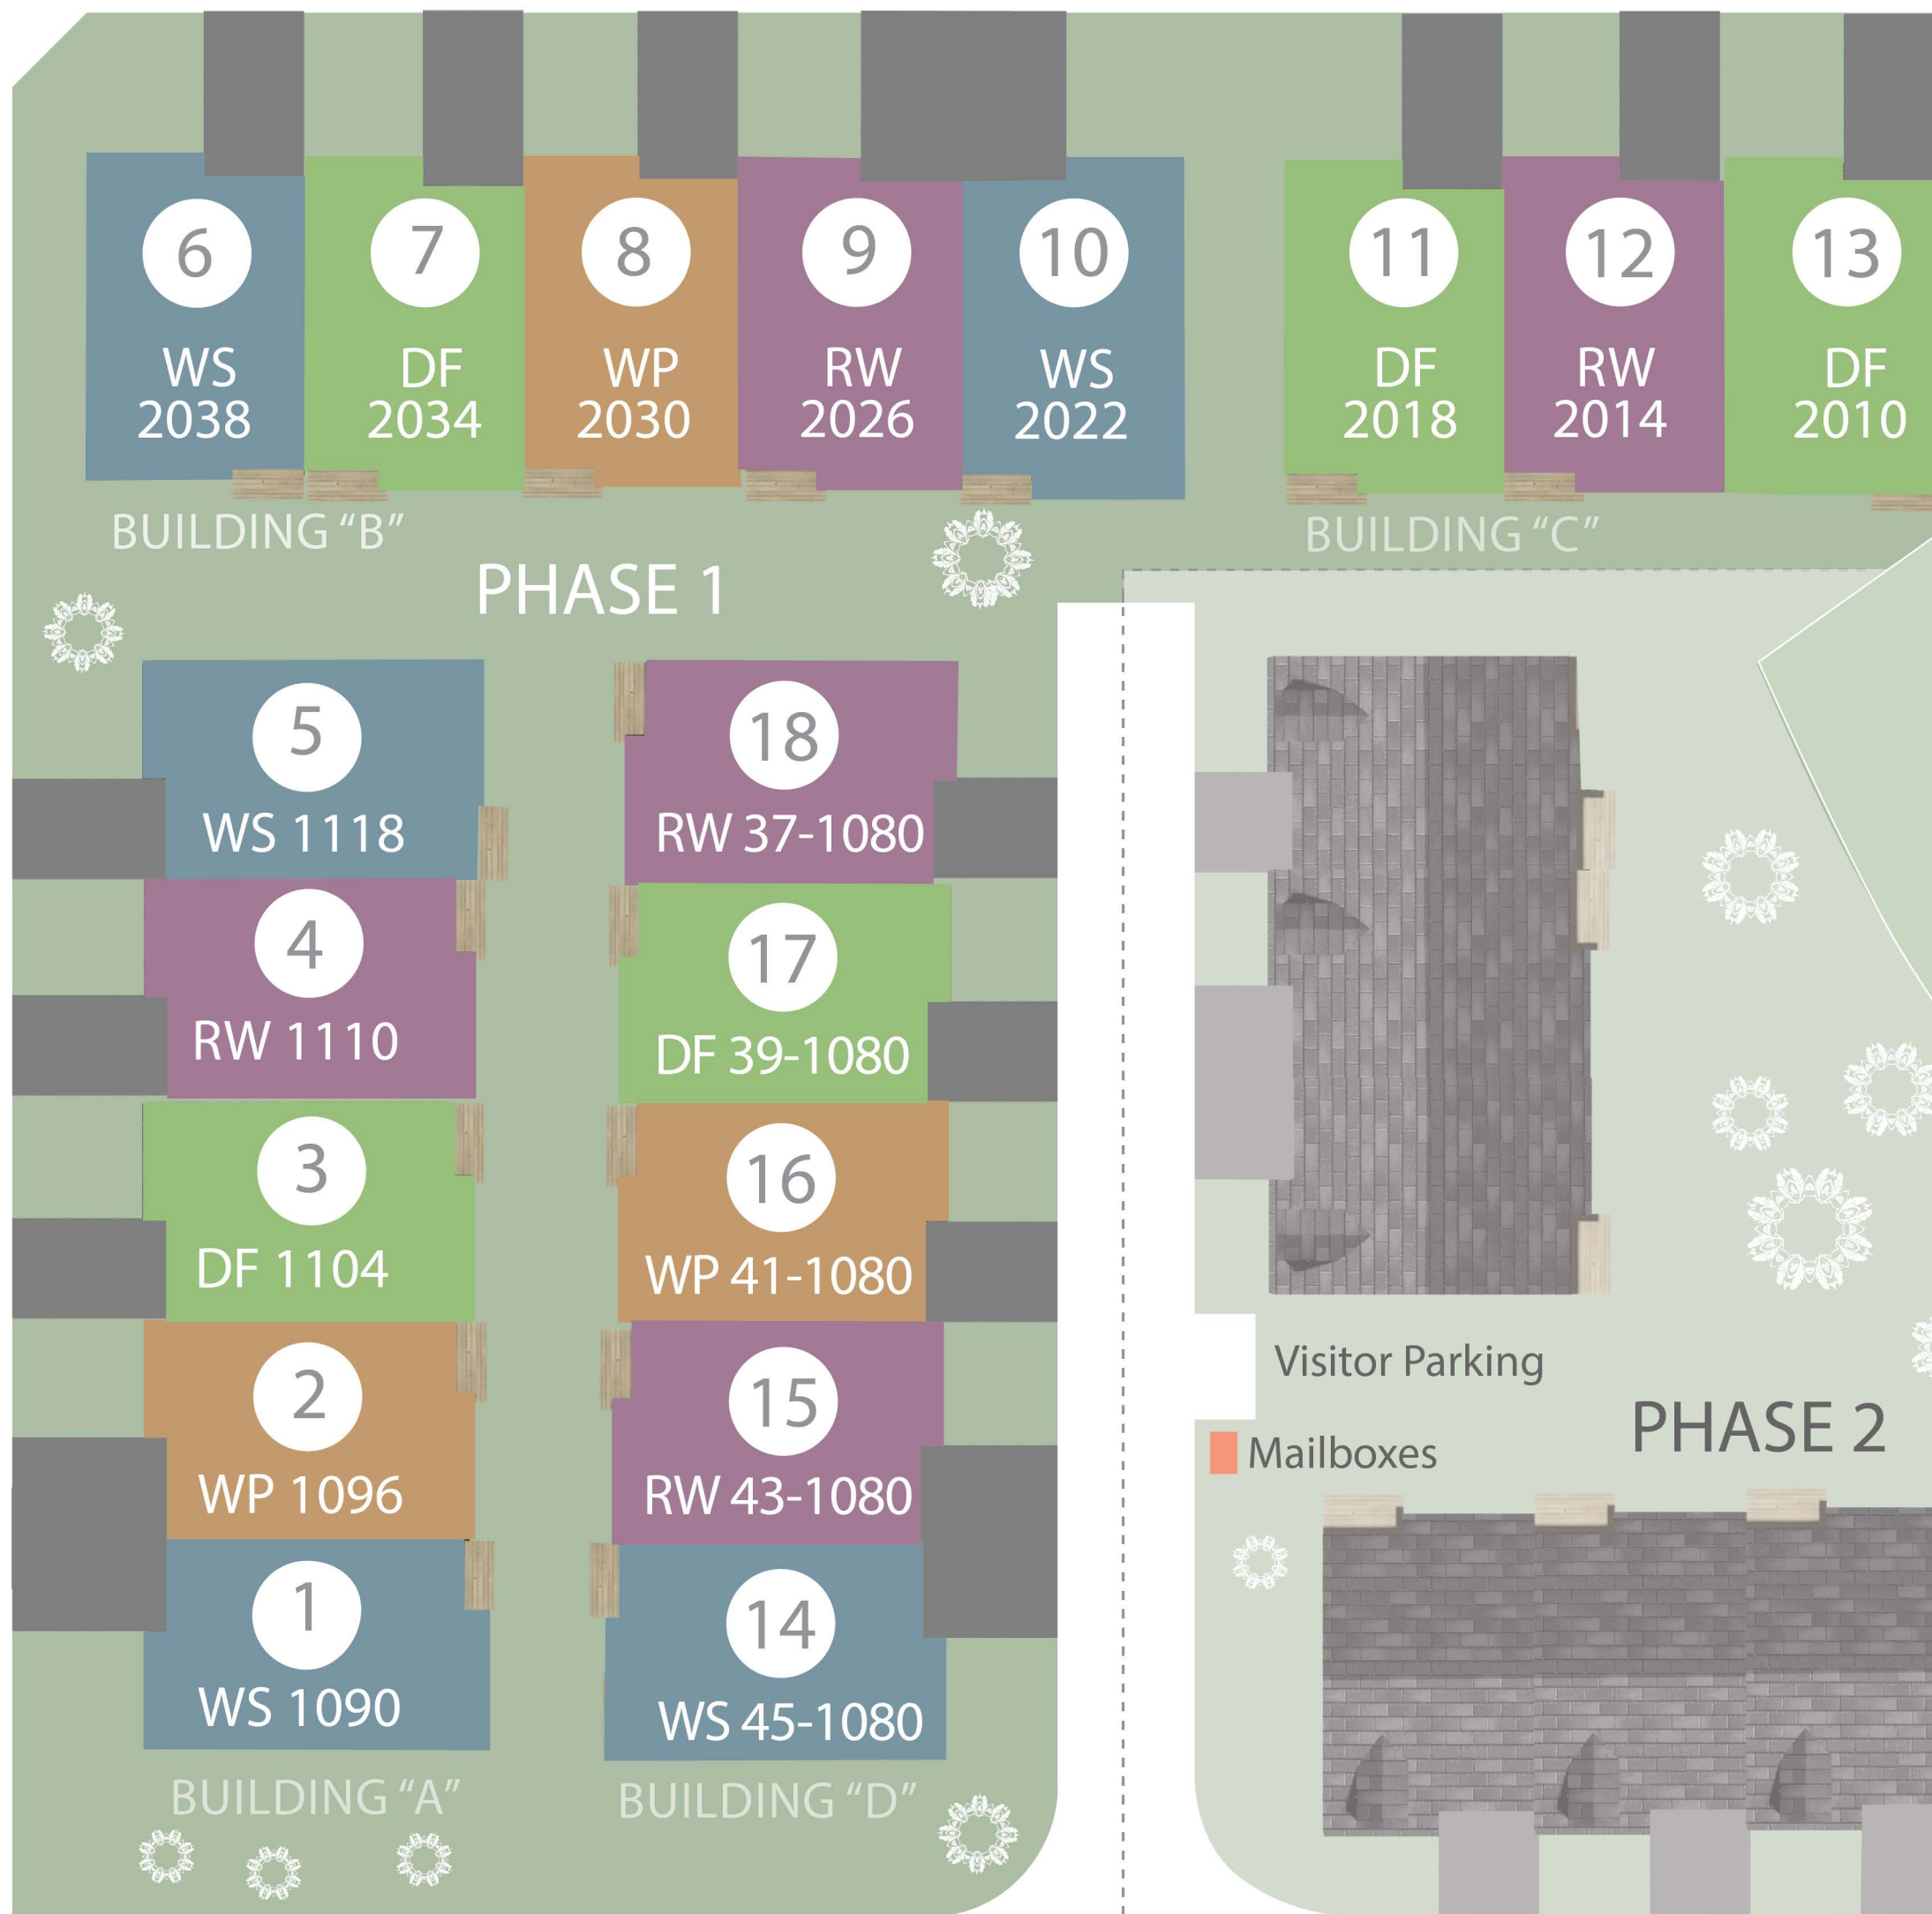 6
WS
2038
7
DF
2034
8
WP
2030
9
RW
2026
10
WS
2022
11
DF
2018
12
RW
2014
13
DF
2010
BUILDING “B”
BUILDING “C”
PHASE 1
5
WS 1118
18
RW 37-1080
4
RW 1110
17
DF 39-1080
3
DF 1104
16
WP 41-1080
2
WP 1096
15
RW 43-1080
1
WS 1090
14
WS 45-1080
BUILDING “A”
BUILDING “D”
Visitor Parking
PHASE 2
Mailboxes